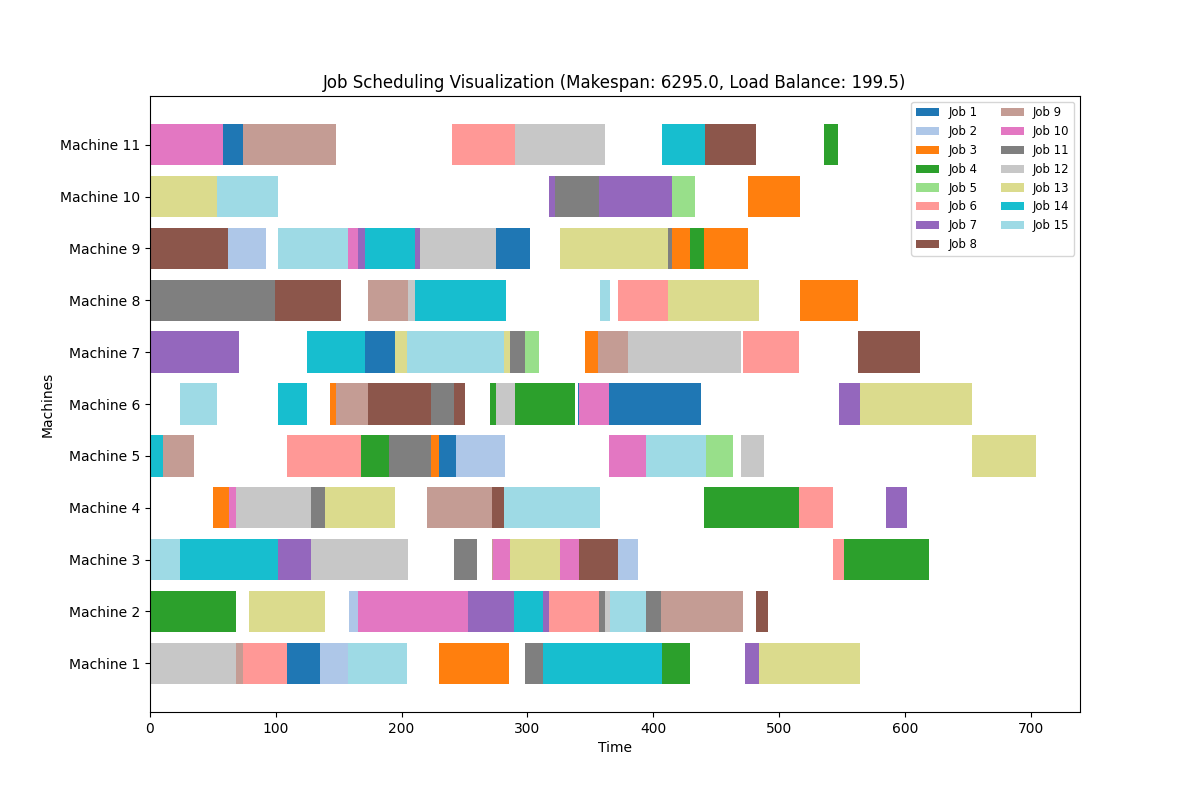 Job Scheduling Visualization (Makespan: 6295.0, Load Balance: 199.5)
Machine 11
Machine 10
Machine 9
Machine 8
Machine 7
Machine 6
Machine 5
Machine 4
Machine 3
Machine 2
Machine 1
Machines
0 100 200 300 400 500 600 700
Time
Job 1
Job 2
Job 3
Job 4
Job 5
Job 6
Job 7
Job 8
Job 9
Job 10
Job 11
Job 12
Job 13
Job 14
Job 15